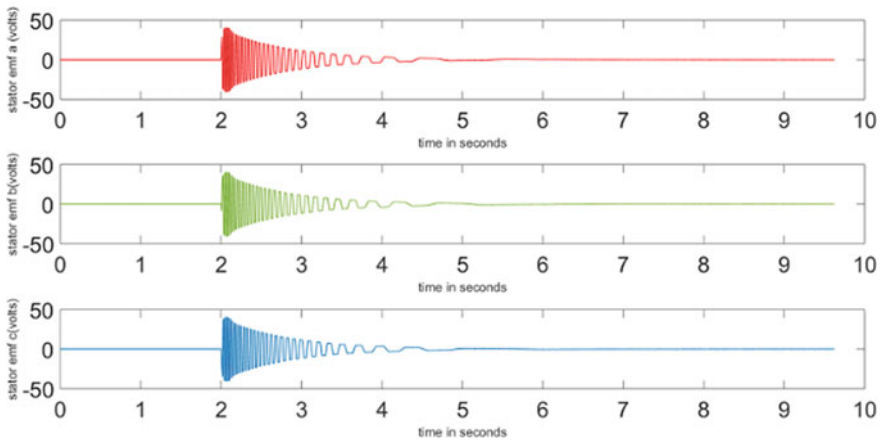 stator emf a (volts)
50
0
-50
0 1 2 3 4 5 6 7 8 9 10
time in seconds
stator emf b(volts)
50
0
-50
0 1 2 3 4 5 6 7 8 9 10
time in seconds
stator emf c(volts)
50
0
-50
0 1 2 3 4 5 6 7 8 9 10
time in seconds